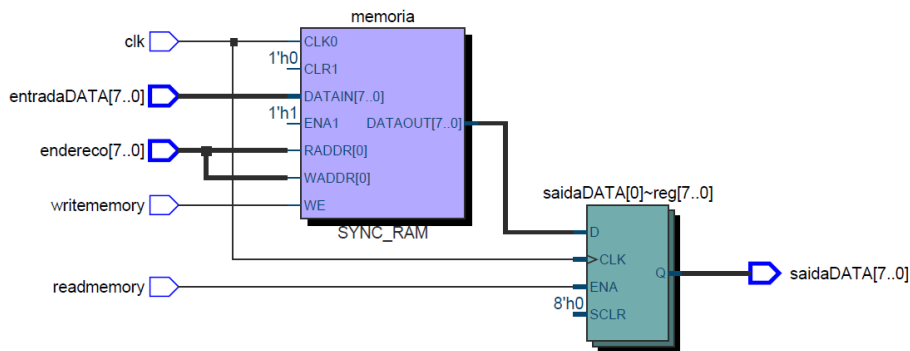 memoria
clk
CLK0
1'h0
CLR1
entradaDATA[7..0]
DATAIN[7..0]
1'h1
ENA1
DATAOUT[7..0]
endereco[7..0]
RADDR[0]
WADDR[0]
writememory
WE
SYNC_RAM
saidaDATA[0]~reg[7..0]
D
CLK
Q
saidaDATA[7..0]
readmemory
ENA
8'h0
SCLR